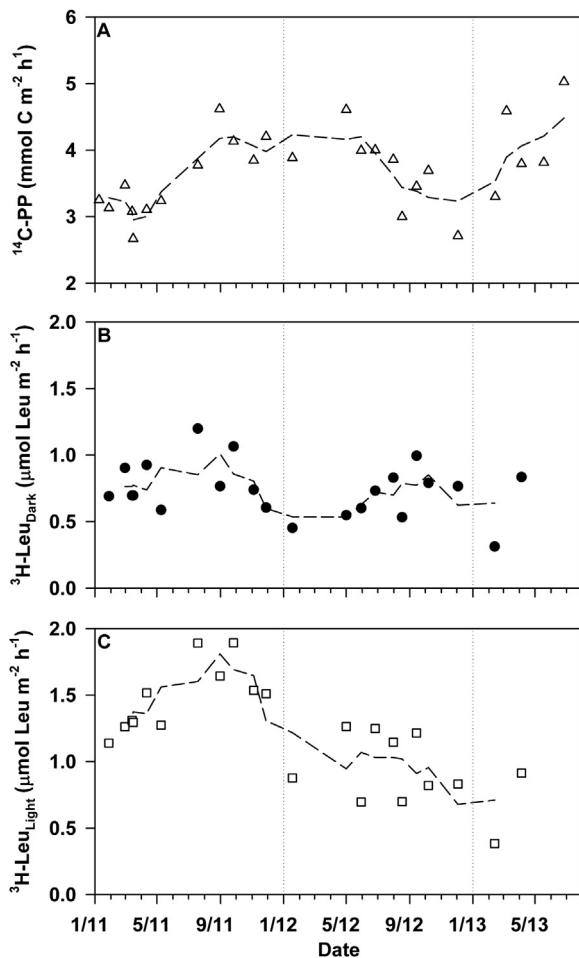 A
6
5
4
3
2
¹⁴C-PP (mmol C m⁻² h¹)
B
2.0
1.5
1.0
0.5
0.0
³H-Leu_Dark (µmol Leu m⁻² h¹)
C
2.0
1.5
1.0
0.5
0.0
³H-Leu_Light (µmol Leu m⁻² h⁻¹)
1/11 5/11 9/11 1/12 5/12 9/12 1/13 5/13
Date